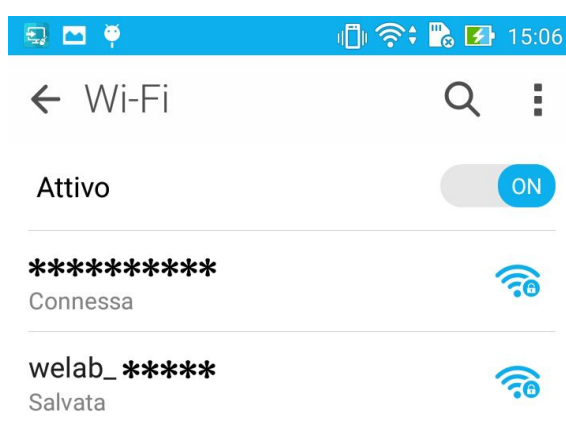 15:06
Wi-Fi
Attivo
ON
**********
Connessa
welab_*****
Salvata